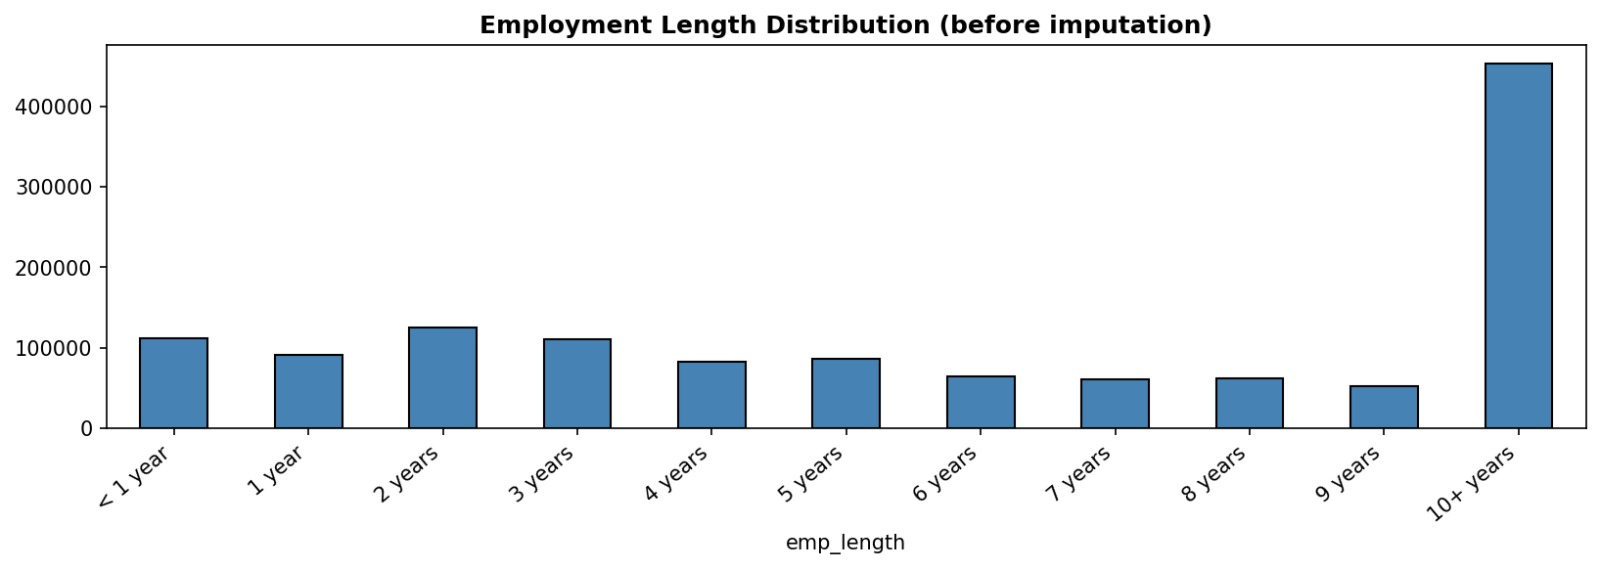 Employment Length Distribution (before imputation)
400000
300000
200000
100000
0
< 1 year
1 year
2 years
3 years
4 years
5 years
6 years
7 years
8 years
9 years
10+ years
emp_length